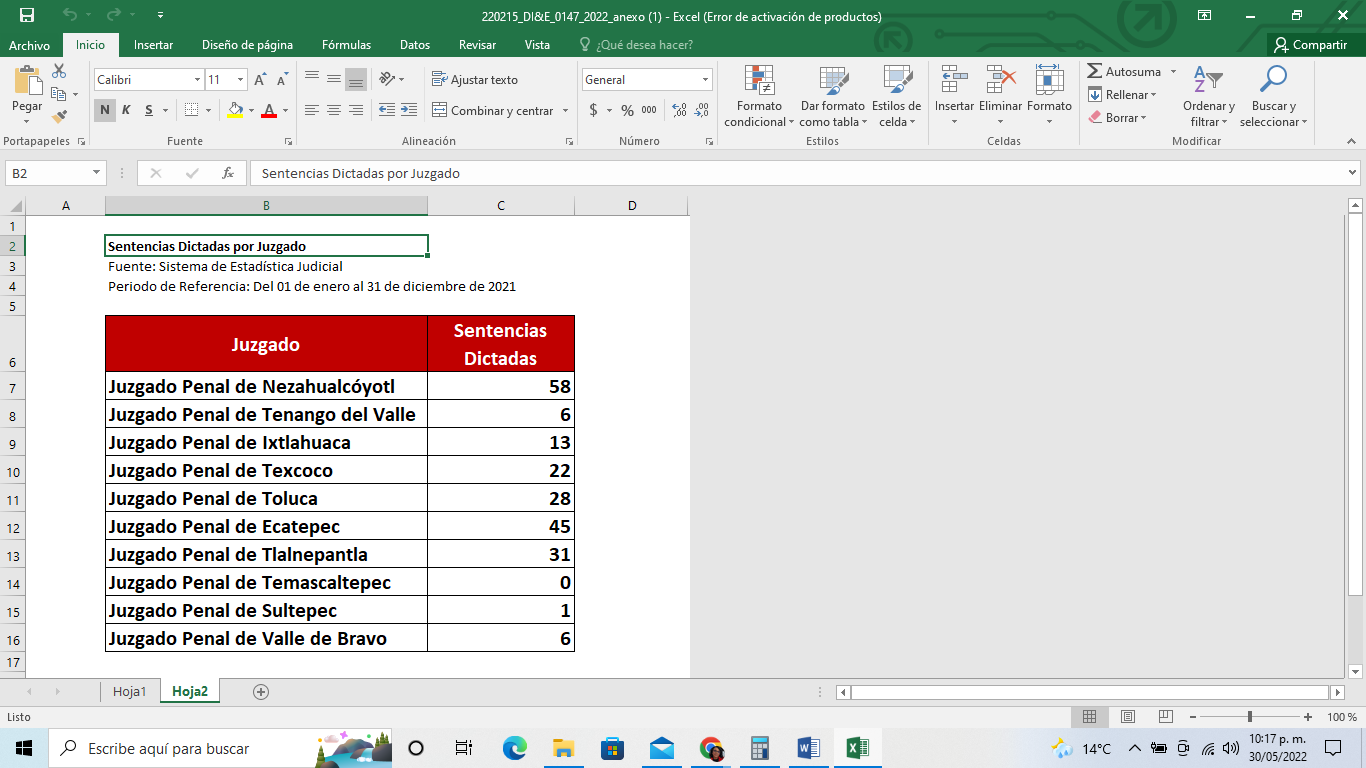 220215_DI&E_0147_2022_anexo (1) - Excel (Error de activación de productos)
Archivo Inicio Insertar Diseño de página Fórmulas Datos Revisar Vista ¿Qué desea hacer? Compartir
Pegar
Calibri 11
N K S
Ajustar texto
Combinar y centrar
General
$ % 000
Formato condicional
Dar formato como tabla
Estilos de celda
Insertar Eliminar Formato
Autosuma
Rellenar
Borrar
Ordenar y filtrar
Buscar y seleccionar
Portapapeles Fuente Alineación Número Estilos Celdas Modificar
B2 fx Sentencias Dictadas por Juzgado
A B C D
1
2 Sentencias Dictadas por Juzgado
3 Fuente: Sistema de Estadística Judicial
4 Periodo de Referencia: Del 01 de enero al 31 de diciembre de 2021
5
6 Juzgado Sentencias Dictadas
7 Juzgado Penal de Nezahualcóyotl 58
8 Juzgado Penal de Tenango del Valle 6
9 Juzgado Penal de Ixtlahuaca 13
10 Juzgado Penal de Texcoco 22
11 Juzgado Penal de Toluca 28
12 Juzgado Penal de Ecatepec 45
13 Juzgado Penal de Tlalnepantla 31
14 Juzgado Penal de Temascaltepec 0
15 Juzgado Penal de Sultepec 1
16 Juzgado Penal de Valle de Bravo 6
17
Hoja1 Hoja2
Listo 100 %
Escribe aquí para buscar 14°C 10:17 p. m.
30/05/2022